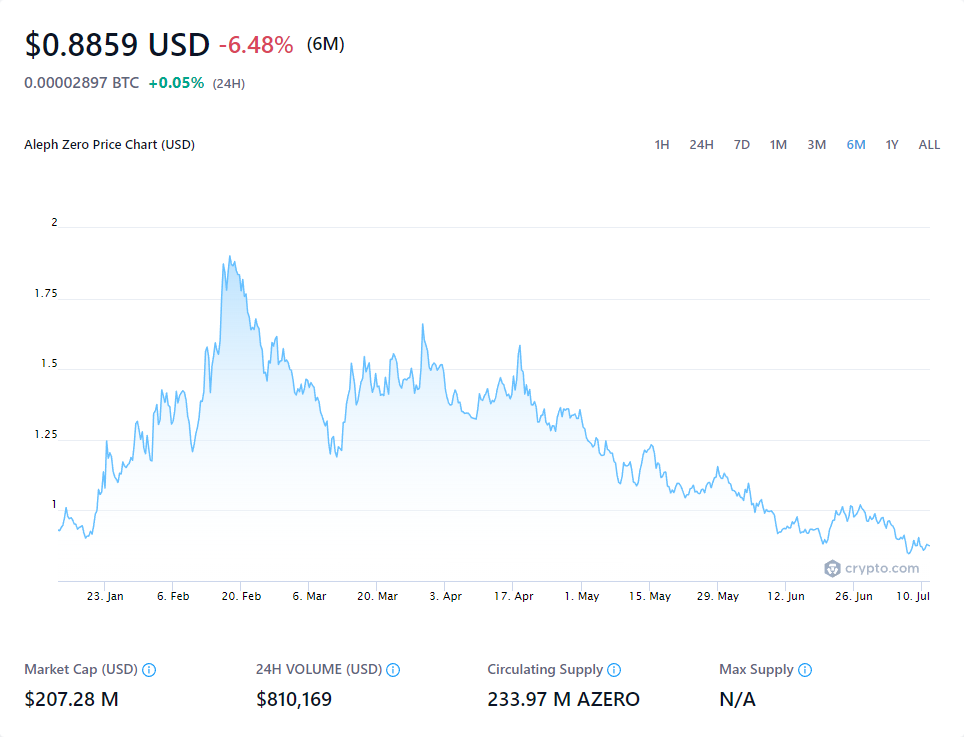 $0.8859 USD -6.48% (6M)
0.00002897 BTC +0.05% (24H)
Aleph Zero Price Chart (USD) 1H 24H 7D 1M 3M 6M 1Y ALL
2
1.75
1.5
1.25
1
crypto.com
23. Jan 6. Feb 20. Feb 6. Mar 20. Mar 3. Apr 17. Apr 1. May 15. May 29. May 12. Jun 26. Jun 10. Jul
Market Cap (USD) 24H VOLUME (USD) Circulating Supply Max Supply
$207.28 M $810,169 233.97 M AZERO N/A